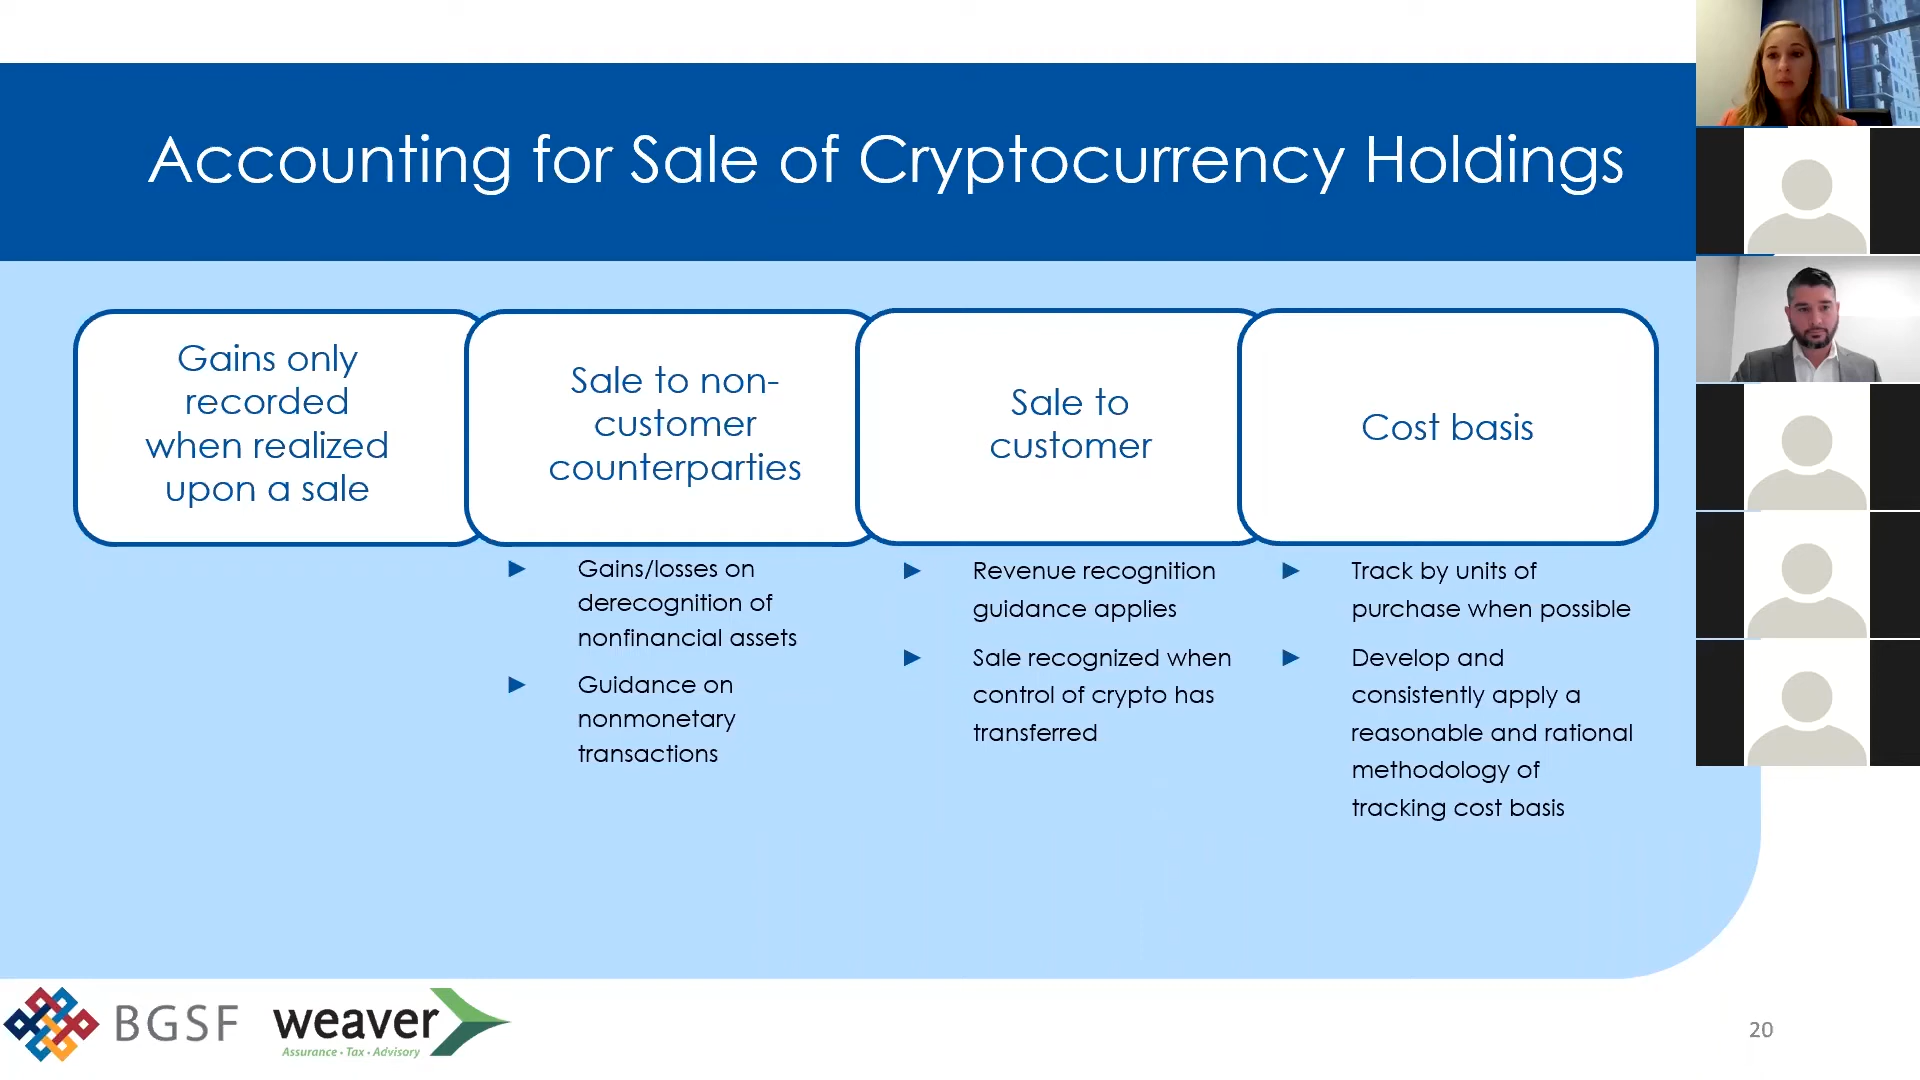 Accounting for Sale of Cryptocurrency Holdings
Gains only
recorded
when realized
upon a sale
Sale to non-
customer
counterparties
Gains/losses on
derecognition of
nonfinancial assets
Guidance on
nonmonetary
transactions
Sale to
customer
Revenue recognition
guidance applies
Sale recognized when
control of crypto has
transferred
Cost basis
Track by units of
purchase when possible
Develop and
consistently apply a
reasonable and rational
methodology of
tracking cost basis
BGSF
weaver
Assurance • Tax • Advisory
20